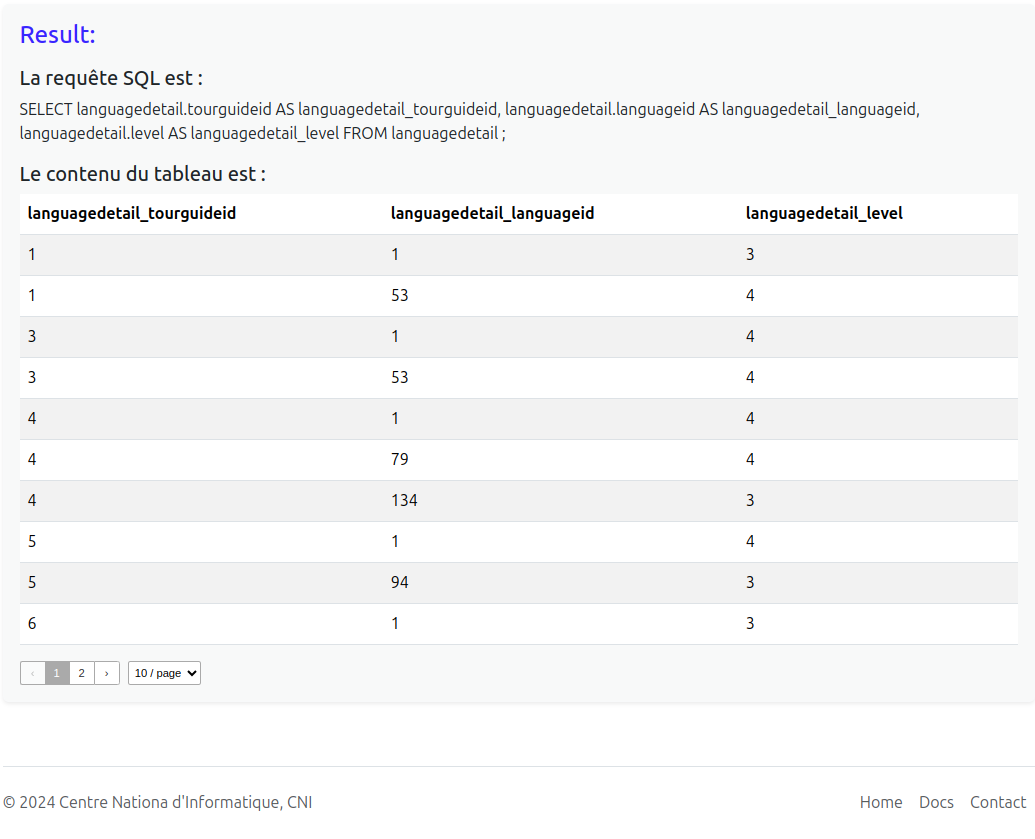 Result:
La requête SQL est :
SELECT languagedetail.tourguideid AS languagedetail_tourguideid, languagedetail.languageid AS languagedetail_languageid,
languagedetail.level AS languagedetail_level FROM languagedetail ;
Le contenu du tableau est :
languagedetail_tourguideid languagedetail_languageid languagedetail_level
1 1 3
1 53 4
3 1 4
3 53 4
4 1 4
4 79 4
4 134 3
5 1 4
5 94 3
6 1 3
‹ 1 2 › 10 / page
© 2024 Centre Nationa d'Informatique, CNI Home Docs Contact